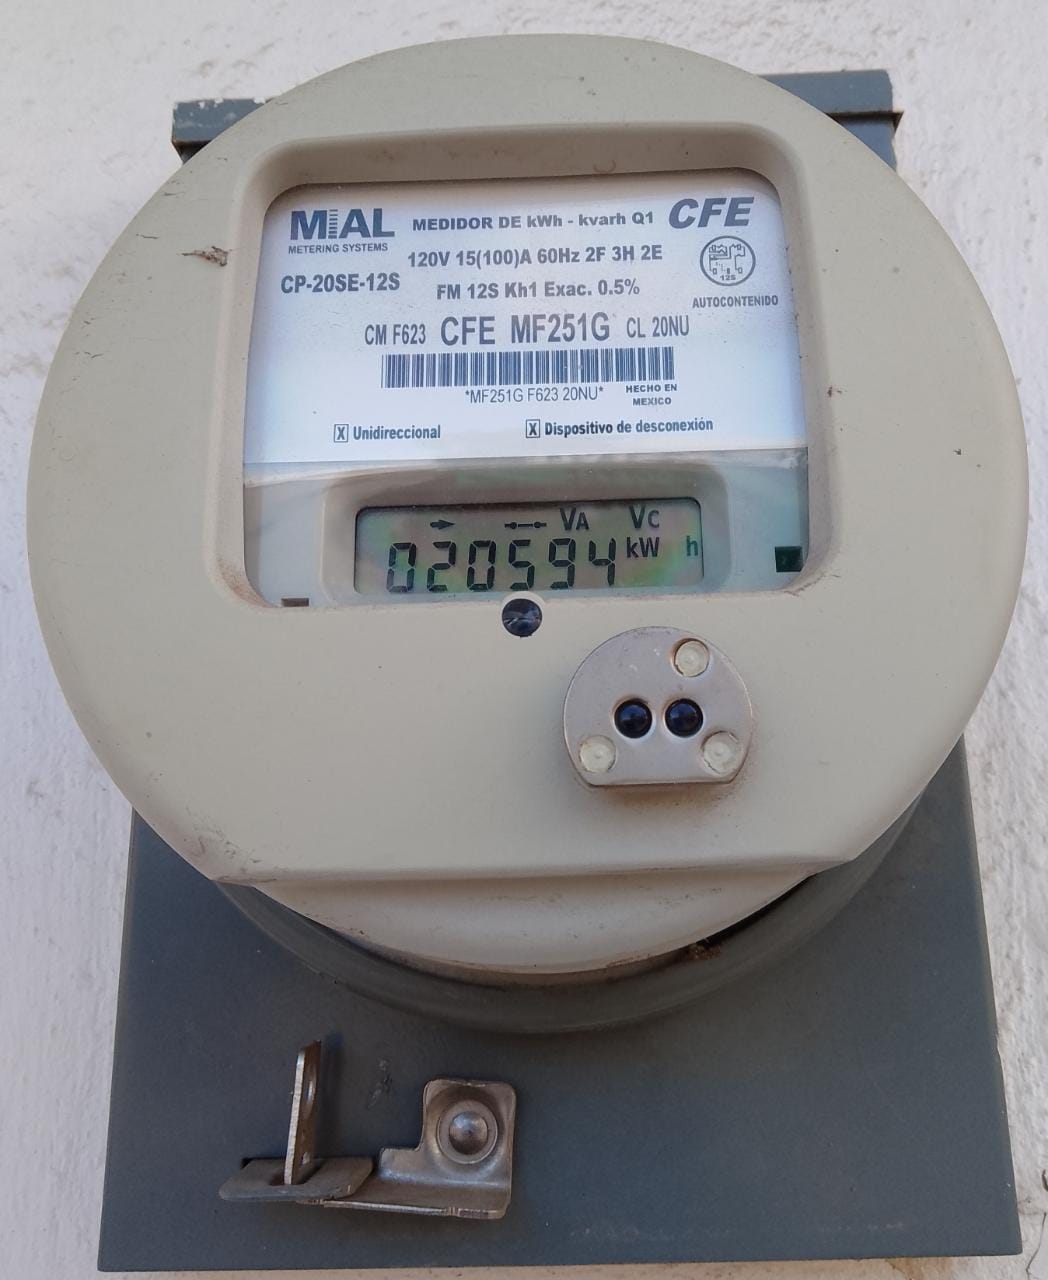 MIAL
METERING SYSTEMS
MEDIDOR DE kWh - kvarh Q1
CFE
120V 15(100)A 60Hz 2F 3H 2E
CP-20SE-12S
FM 12S Kh1 Exac. 0.5%
12S
AUTOCONTENIDO
CM F623 CFE MF251G CL 20NU
*MF251G F623 20NU*
HECHO EN
MEXICO
X Unidireccional
X Dispositivo de desconexión
VA VC
020594 kW h